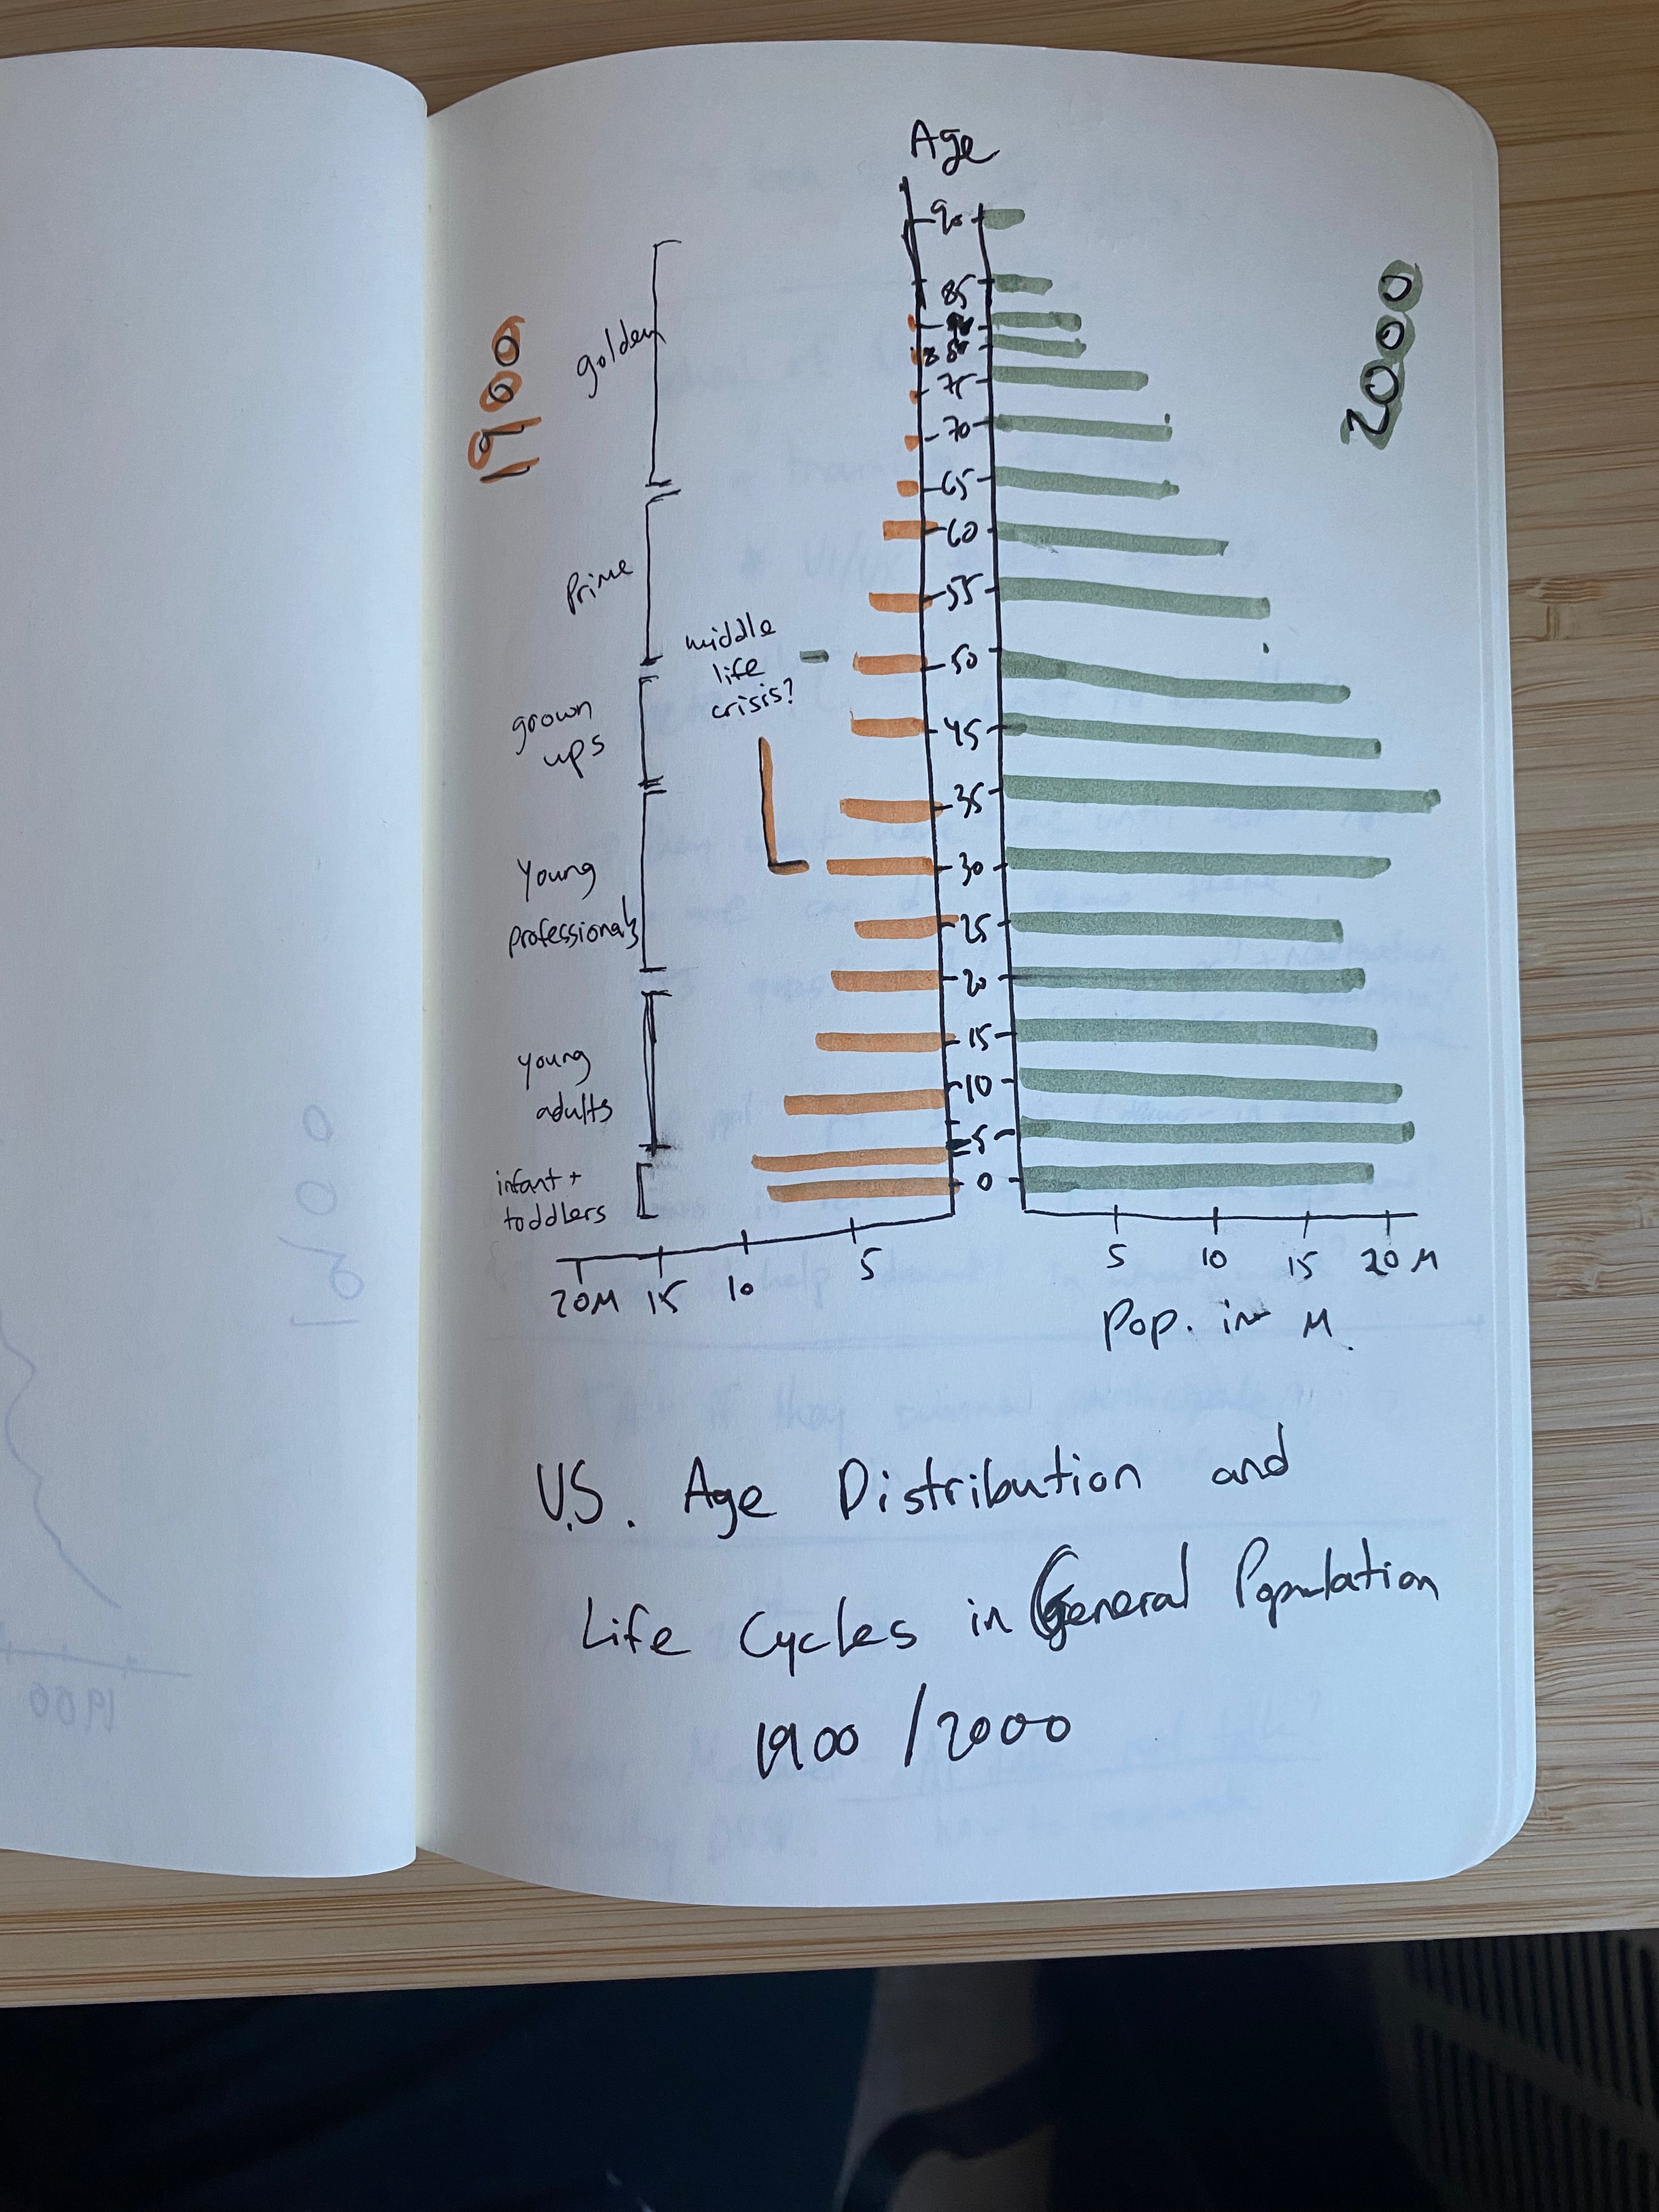 Age
90
85
80
75
70
65
60
55
50
45
35
30
25
20
15
10
5
0
1900
2000
golden
Prime
middle
life
crisis?
grown
ups
Young
professionals
young
adults
infant +
toddlers
20M 15 10 5
5 10 15 20 M
Pop. in M.
U.S. Age Distribution and
Life Cycles in General Population
1900 / 2000
1900